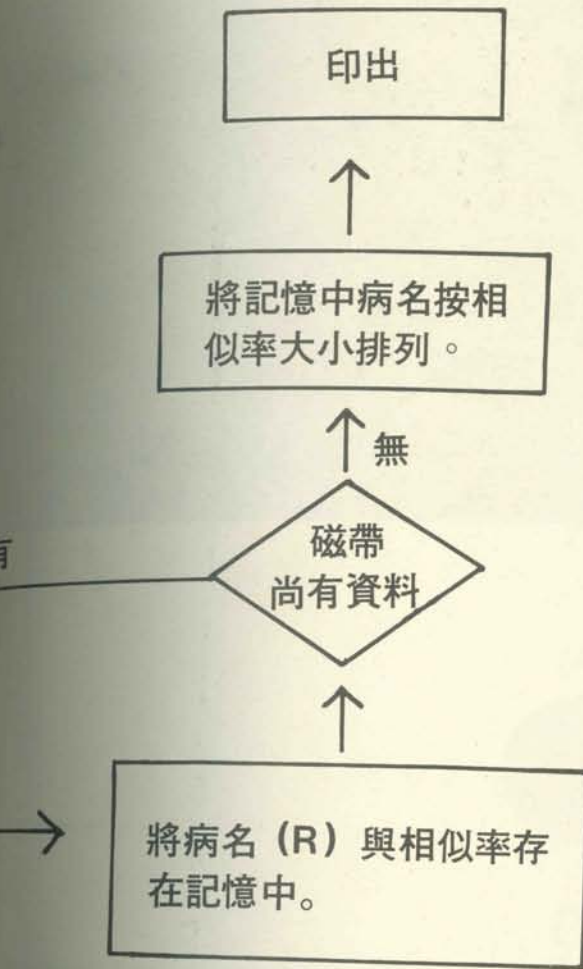 印出
將記憶中病名按相
似率大小排列。
無
磁帶
尚有資料
有
將病名(R)與相似率存
在記憶中。